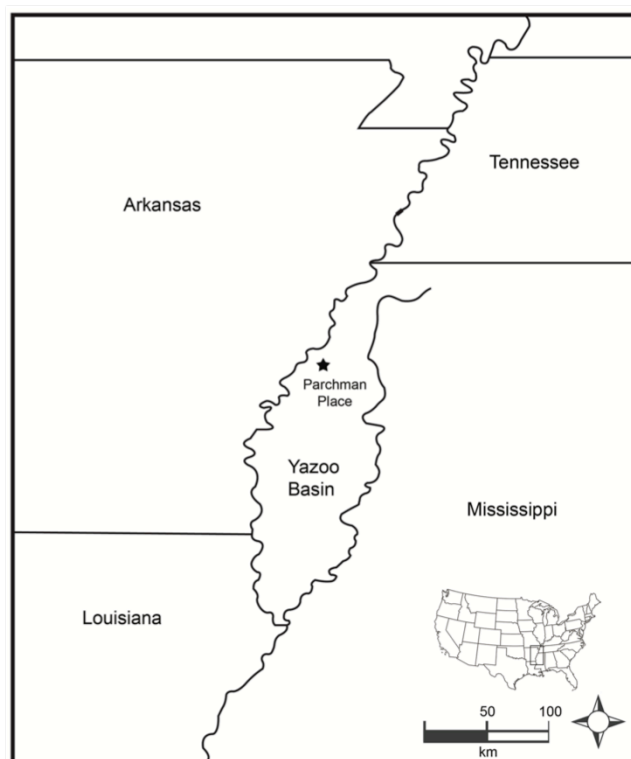 Tennessee
Arkansas
Parchman
Place
Yazoo
Basin
Mississippi
Louisiana
50
100
km